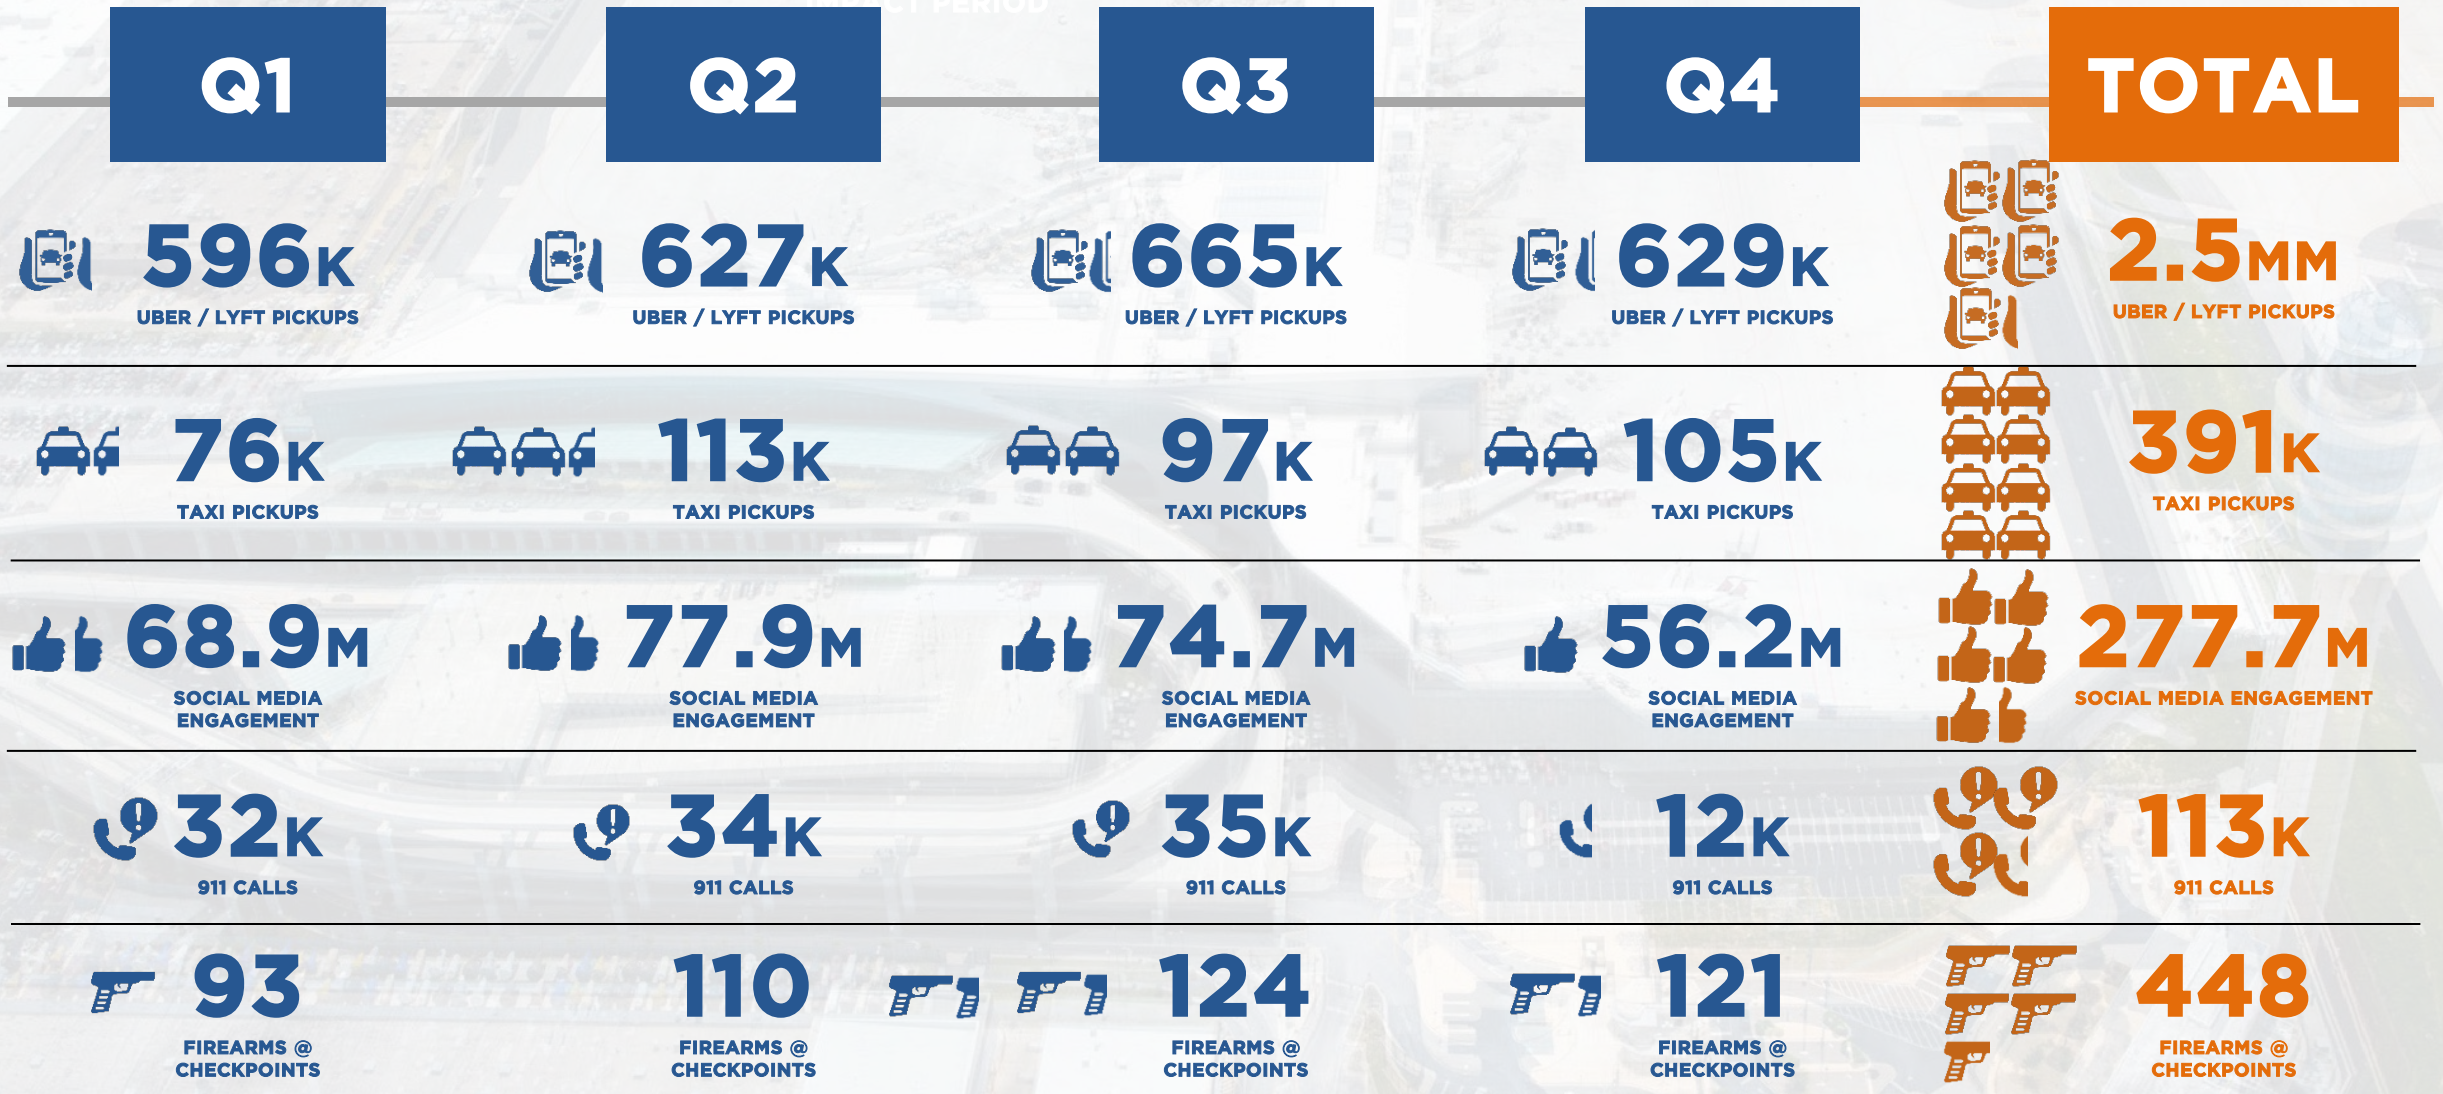 CT PERIOD
Q1
Q2
Q3
Q4
TOTAL
596K
UBER / LYFT PICKUPS
627K
UBER / LYFT PICKUPS
665K
UBER / LYFT PICKUPS
629K
UBER / LYFT PICKUPS
2.5MM
UBER / LYFT PICKUPS
76K
TAXI PICKUPS
113K
TAXI PICKUPS
97K
TAXI PICKUPS
105K
TAXI PICKUPS
391K
TAXI PICKUPS
68.9M
SOCIAL MEDIA
ENGAGEMENT
77.9M
SOCIAL MEDIA
ENGAGEMENT
74.7M
SOCIAL MEDIA
ENGAGEMENT
56.2M
SOCIAL MEDIA
ENGAGEMENT
277.7M
SOCIAL MEDIA ENGAGEMENT
32K
911 CALLS
34K
911 CALLS
35K
911 CALLS
12K
911 CALLS
113K
911 CALLS
93
FIREARMS @
CHECKPOINTS
110
FIREARMS @
CHECKPOINTS
124
FIREARMS @
CHECKPOINTS
121
FIREARMS @
CHECKPOINTS
448
FIREARMS @
CHECKPOINTS